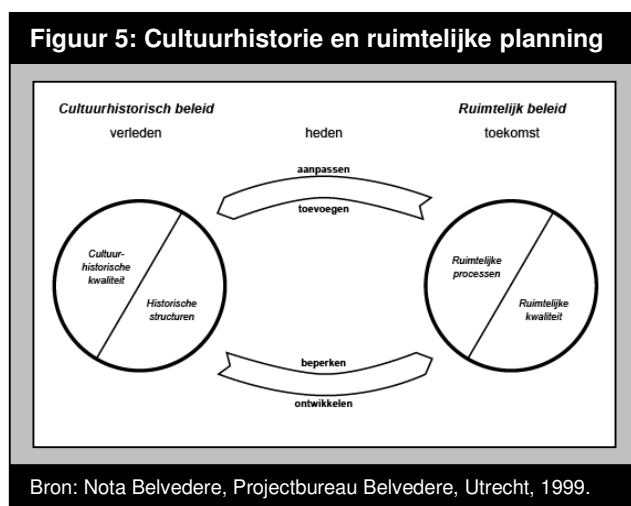 Figuur 5: Cultuurhistorie en ruimtelijke planning
Cultuurhistorisch beleid
verleden
heden
Ruimtelijk beleid
toekomst
aanpassen
toevoegen
Cultuur-
historische
kwaliteit
Historische
structuren
Ruimtelijke
processen
Ruimtelijke
kwaliteit
beperken
ontwikkelen
Bron: Nota Belvedere, Projectbureau Belvedere, Utrecht, 1999.